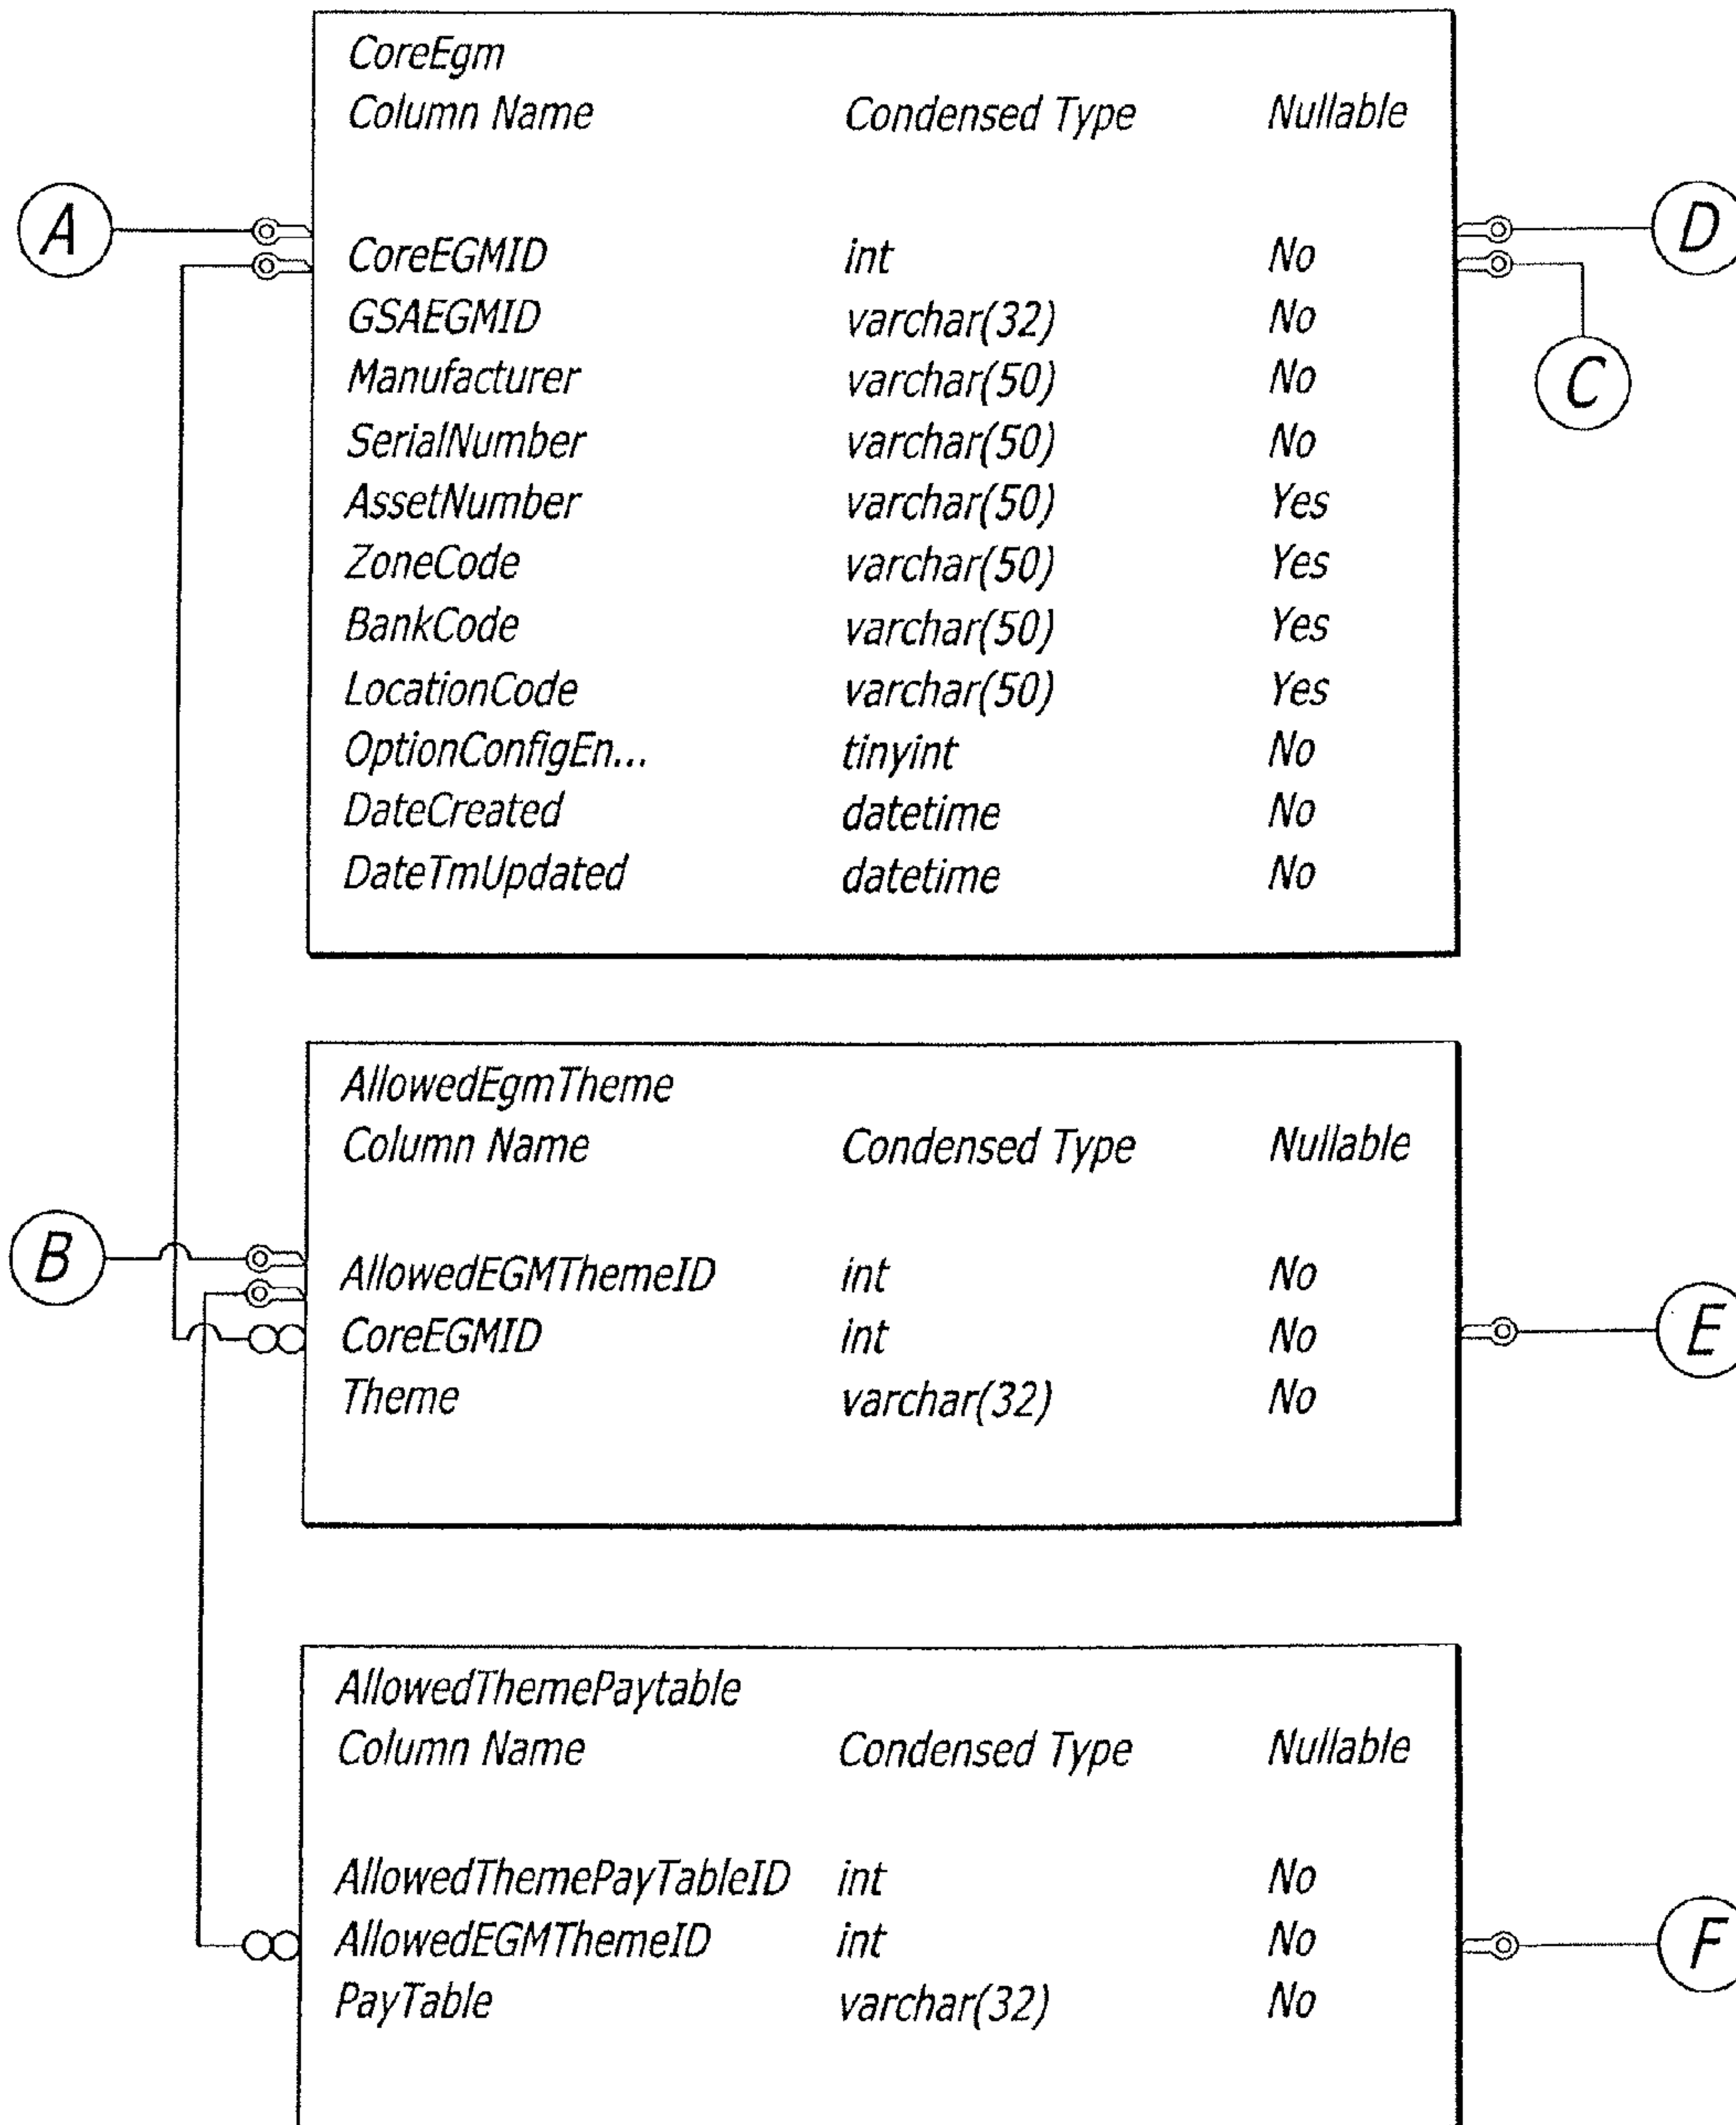 CoreEgm
Column Name Condensed Type Nullable
A
D
CoreEGMID int No
GSAEGMID varchar(32) No
Manufacturer varchar(50) No
C
SerialNumber varchar(50) No
AssetNumber varchar(50) Yes
ZoneCode varchar(50) Yes
BankCode varchar(50) Yes
LocationCode varchar(50) Yes
OptionConfigEn... tinyint No
DateCreated datetime No
DateTmUpdated datetime No
AllowedEgmTheme
Column Name Condensed Type Nullable
B
AllowedEGMThemeID int No
CoreEGMID int No
E
Theme varchar(32) No
AllowedThemePaytable
Column Name Condensed Type Nullable
AllowedThemePayTableID int No
AllowedEGMThemeID int No
F
PayTable varchar(32) No